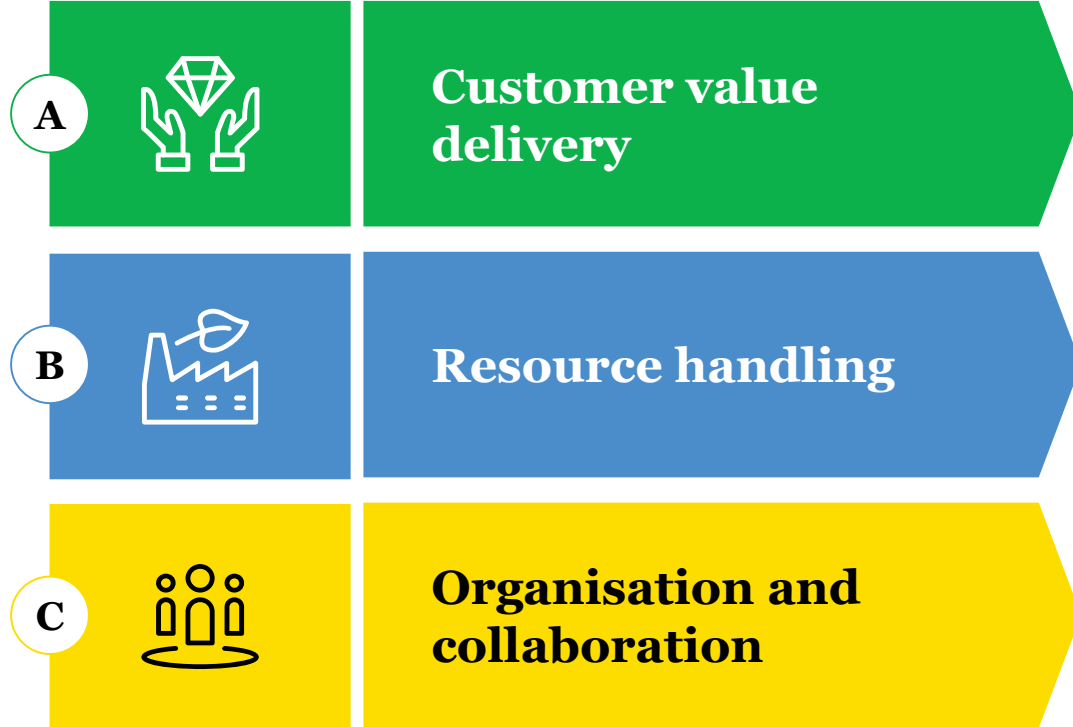 A
Customer value
delivery
B
Resource handling
C
Organisation and
collaboration